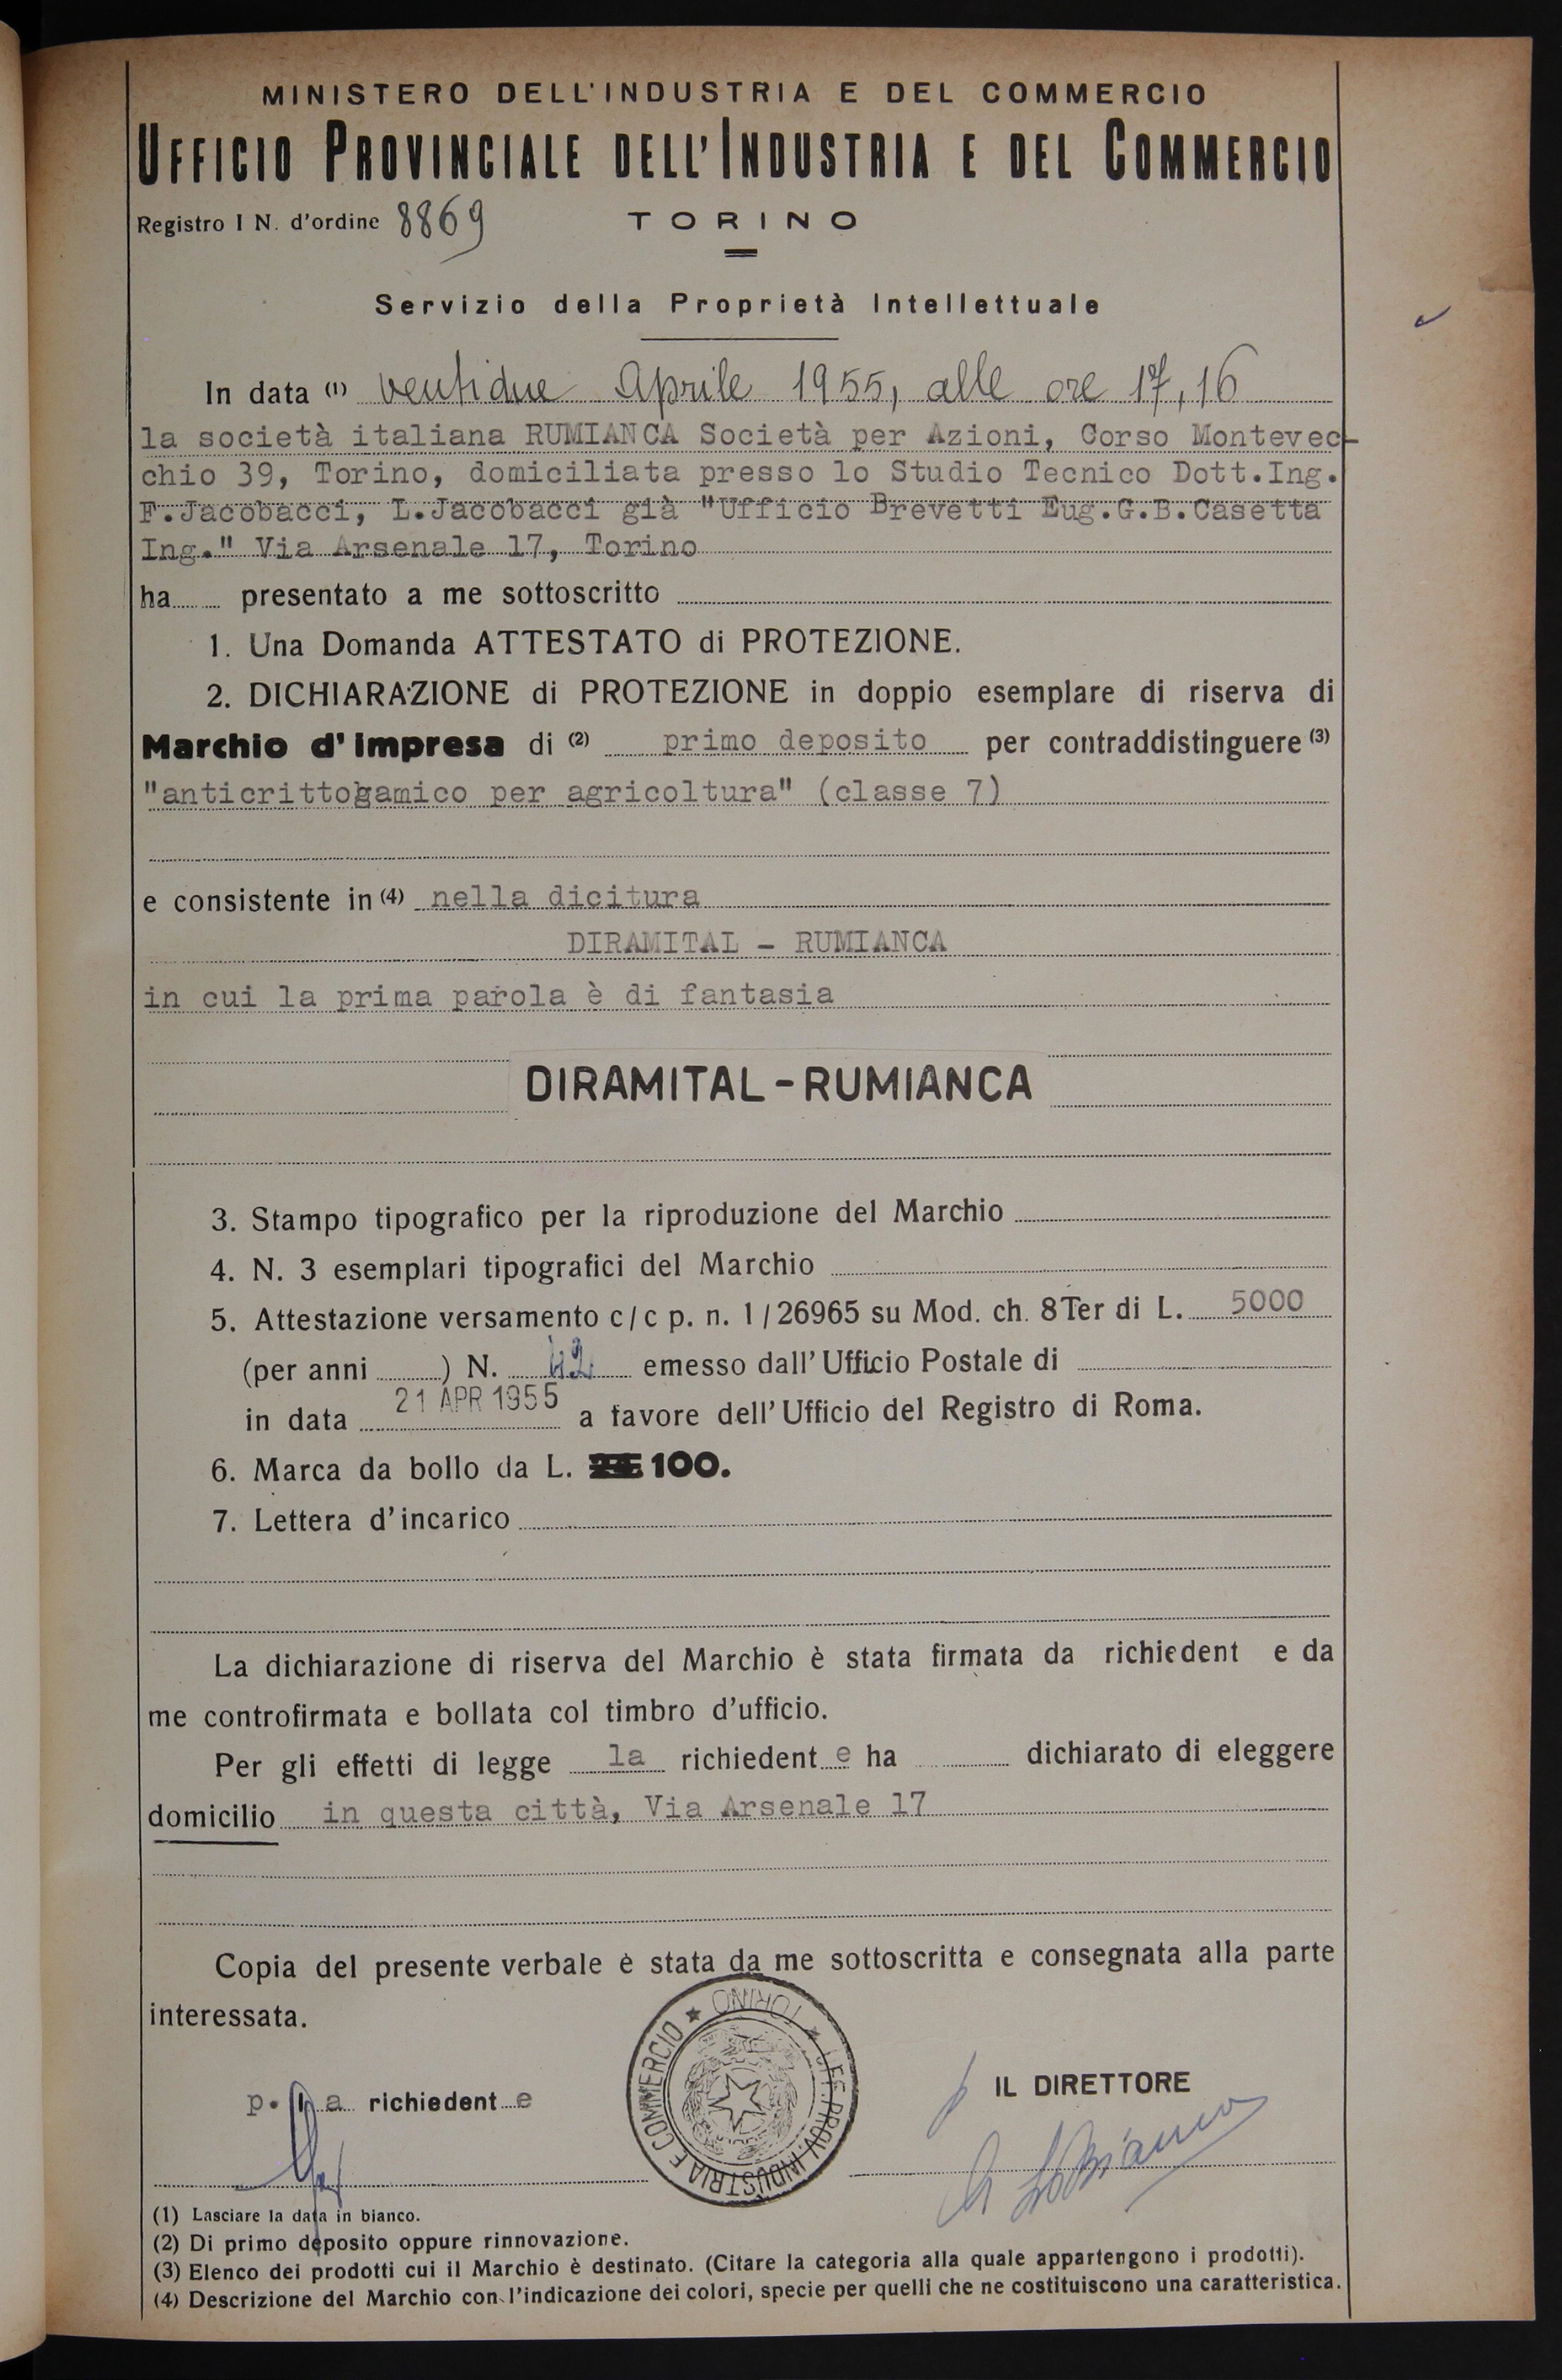 MINISTERO DELL'INDUSTRIA E DEL COMMERCIO
UFFICIO PROVINCIALE DELL'INDUSTRIA E DEL COMMERCIO
Registro I N. d'ordine 8869 TORINO
Servizio della Proprietà Intellettuale
In data (1) ventidue Aprile 1955, alle ore 17,16
la società italiana RUMIANCA Società per Azioni, Corso Montevec-
chio 39, Torino, domiciliata presso lo Studio Tecnico Dott.Ing.
F.Jacobacci, L.Jacobacci già "Ufficio Brevetti Eug.G.B.Casetta
Ing." Via Arsenale 17, Torino
ha presentato a me sottoscritto
1. Una Domanda ATTESTATO di PROTEZIONE.
2. DICHIARAZIONE di PROTEZIONE in doppio esemplare di riserva di
Marchio d'impresa di (2) primo deposito per contraddistinguere (3)
"anticrittogamico per agricoltura" (classe 7)
e consistente in (4) nella dicitura
DIRAMITAL - RUMIANCA
in cui la prima parola è di fantasia
DIRAMITAL-RUMIANCA
3. Stampo tipografico per la riproduzione del Marchio
4. N. 3 esemplari tipografici del Marchio
5. Attestazione versamento c/c p. n. 1/26965 su Mod. ch. 8 Ter di L. 5000
(per anni ) N. 42 emesso dall'Ufficio Postale di
in data 21 APR 1955 a favore dell'Ufficio del Registro di Roma.
6. Marca da bollo da L. 100.
7. Lettera d'incarico
La dichiarazione di riserva del Marchio è stata firmata da richiedent e da
me controfirmata e bollata col timbro d'ufficio.
Per gli effetti di legge la richiedent e ha dichiarato di eleggere
domicilio in questa città, Via Arsenale 17
Copia del presente verbale è stata da me sottoscritta e consegnata alla parte
interessata.
UFF. PROV. INDUSTRIA E COMMERCIO ★ TORINO ★
p. la richiedent e IL DIRETTORE
(1) Lasciare la data in bianco.
(2) Di primo deposito oppure rinnovazione.
(3) Elenco dei prodotti cui il Marchio è destinato. (Citare la categoria alla quale appartengono i prodotti).
(4) Descrizione del Marchio con l'indicazione dei colori, specie per quelli che ne costituiscono una caratteristica.